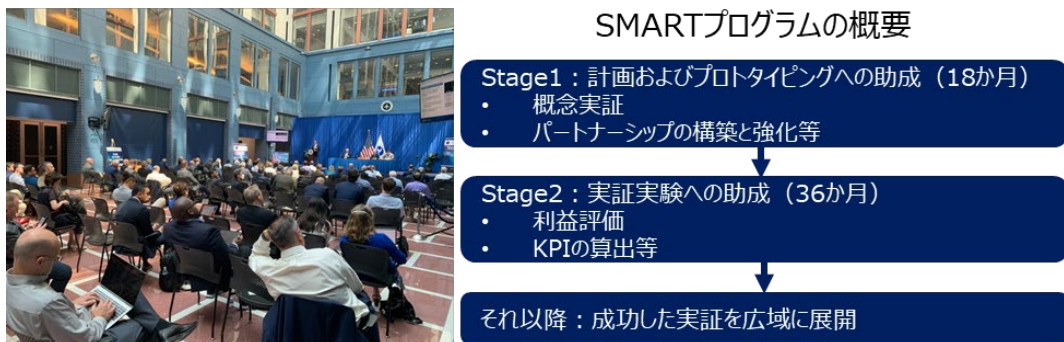 SMARTプログラムの概要
Stage1：計画およびプロトタイピングへの助成（18か月）
• 概念実証
• パートナーシップの構築と強化等
Stage2：実証実験への助成（36か月）
• 利益評価
• KPIの算出等
それ以降：成功した実証を広域に展開